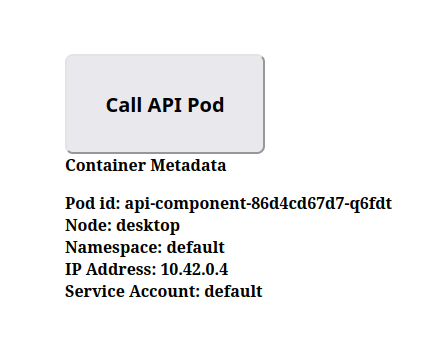 Call API Pod
Container Metadata
Pod id: api-component-86d4cd67d7-q6fdt
Node: desktop
Namespace: default
IP Address: 10.42.0.4
Service Account: default